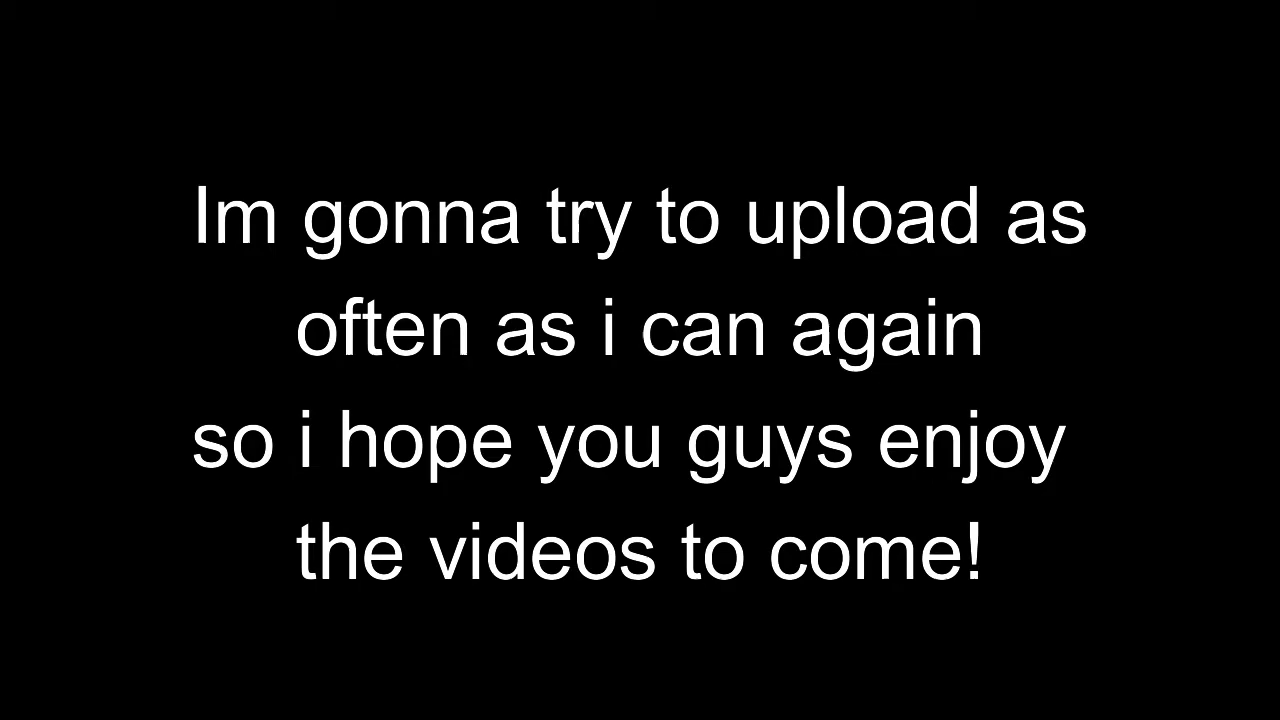 Im gonna try to upload as
often as i can again
so i hope you guys enjoy
the videos to come!